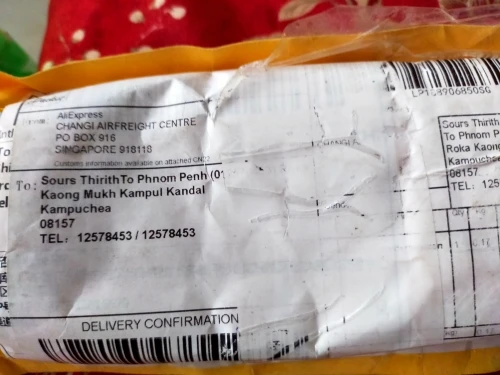 AliExpress
CHANGI AIRFREIGHT CENTRE
PO BOX 916
SINGAPORE 918118
Customs information available on attached CN22
To: Sours ThirithTo Phnom Penh (01
Kaong Mukh Kampul Kandal
Kampuchea
08157
TEL: 12578453 / 12578453
DELIVERY CONFIRMATION
Sours Thirith
To Phnom P
Roka Kaong
Kampuchea
08157
TEL: 125
Qty